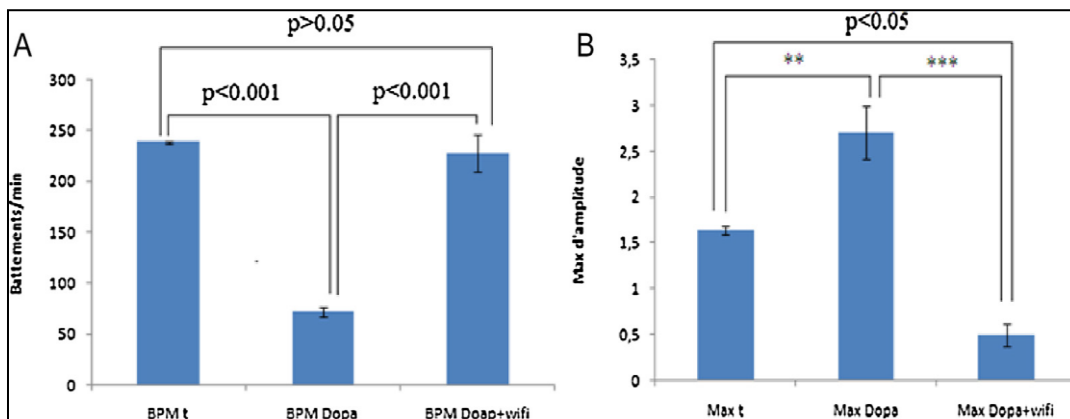 A
p>0.05
p<0.001
p<0.001
300
250
200
150
100
50
0
Battements/min
BPM t
BPM Dopa
BPM Doap+wifi
B
p<0.05
**
***
3,5
3
2,5
2
1,5
1
0,5
0
Max d'amplitude
Max t
Max Dopa
Max Dopa+wifi